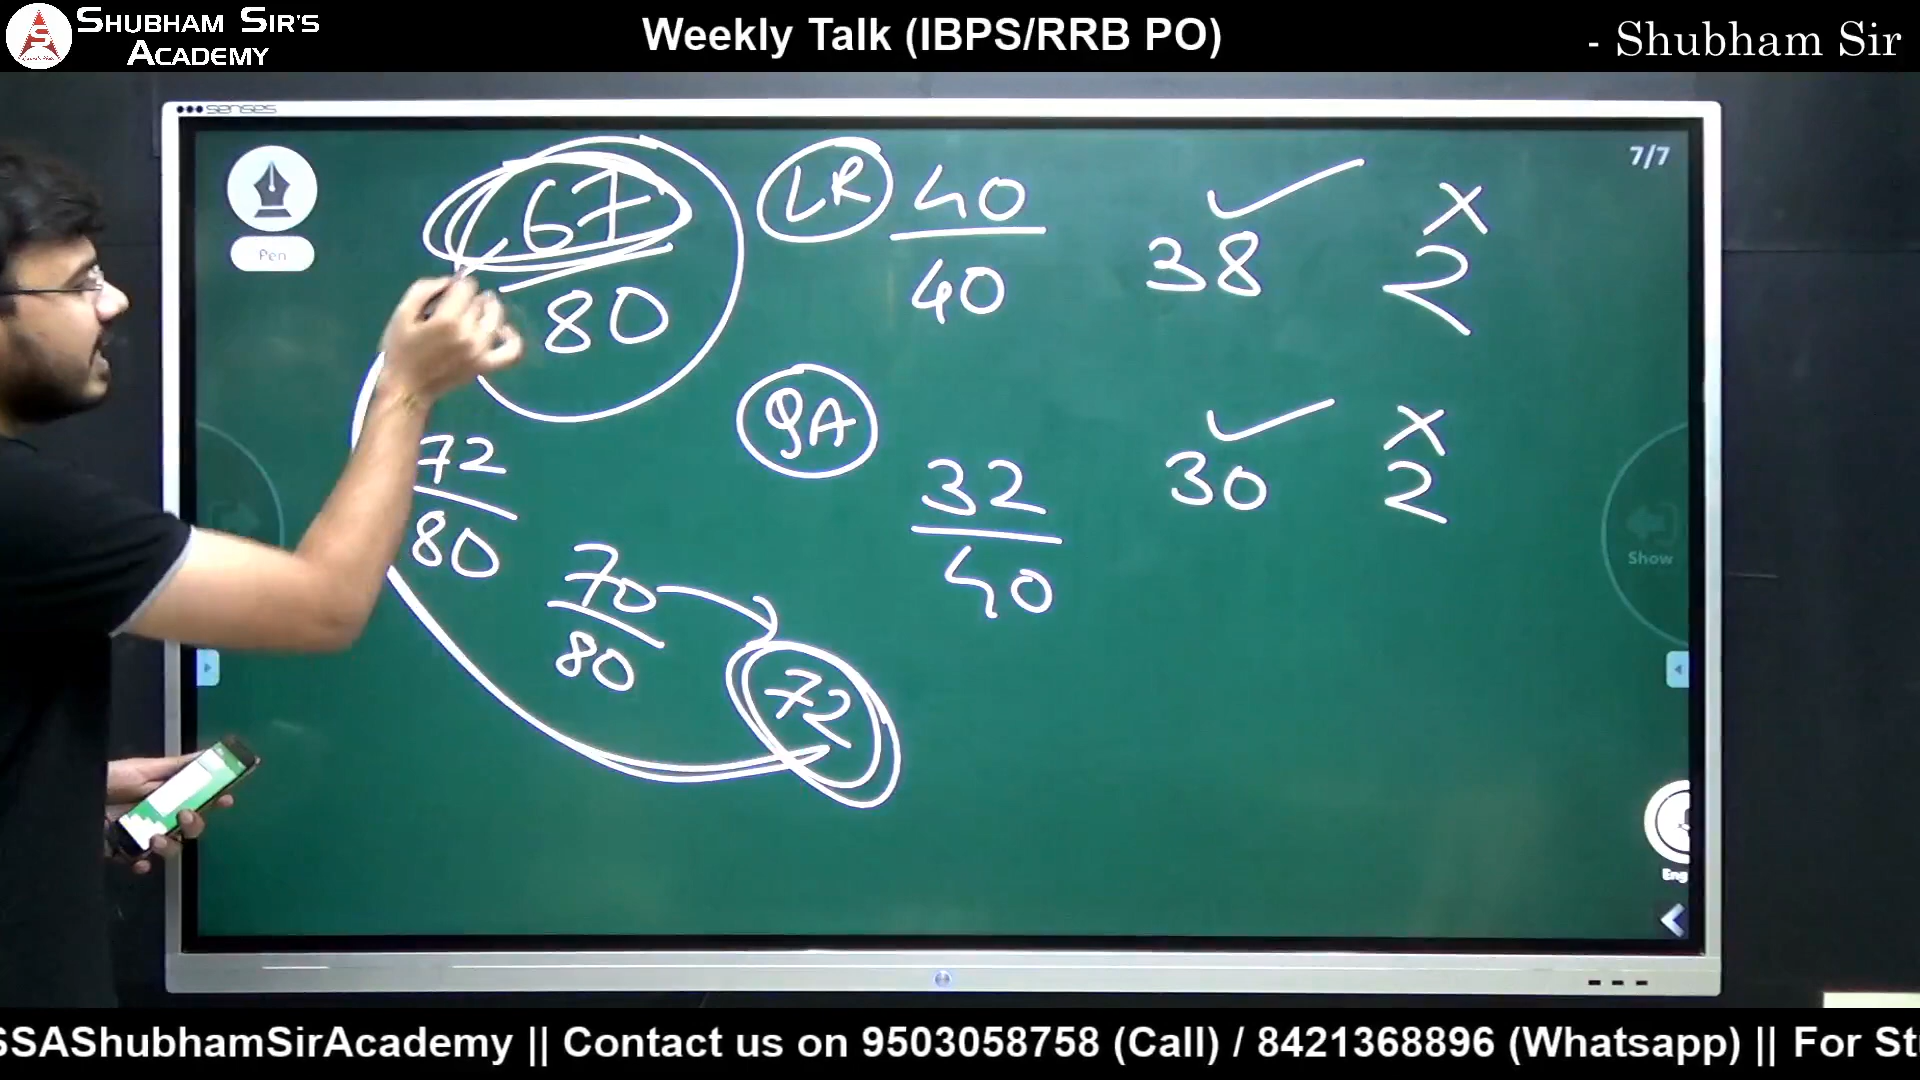 SHUBHAM SIR'S
ACADEMY
Weekly Talk (IBPS/RRB PO)
- Shubham Sir
senses
7/7
Pen
67
80
LR
40
40
38
2
QA
72
80
32
40
30
2
70
80
72
Show
Eng
SSAShubhamSirAcademy || Contact us on 9503058758 (Call) / 8421368896 (Whatsapp) || For St